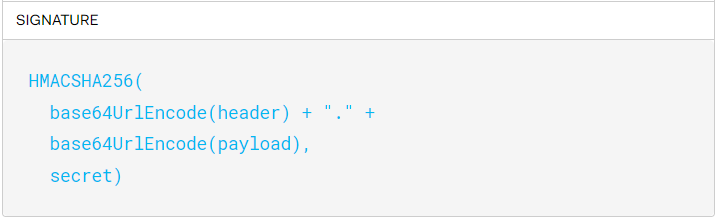 SIGNATURE
HMACSHA256(
base64UrlEncode(header) + "." +
base64UrlEncode(payload),
secret)